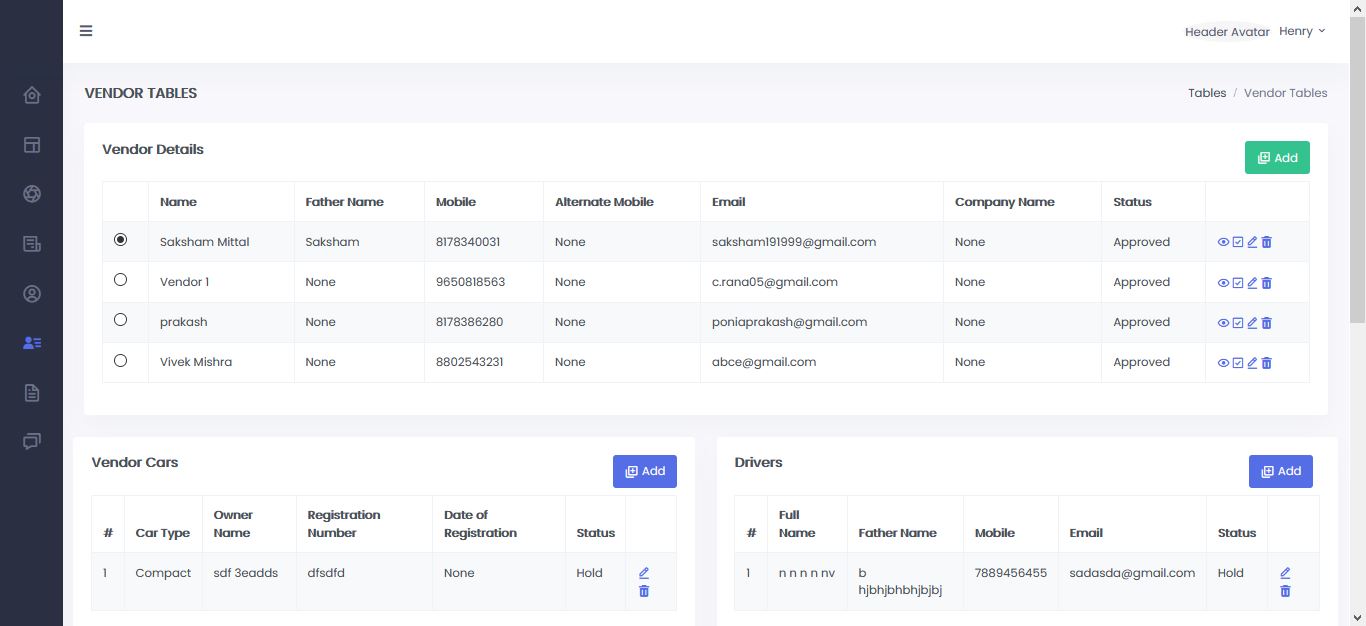 Header Avatar Henry
VENDOR TABLES
Tables / Vendor Tables
Vendor Details
Add
Name Father Name Mobile Alternate Mobile Email Company Name Status
Saksham Mittal Saksham 8178340031 None saksham191999@gmail.com None Approved
Vendor 1 None 9650818563 None c.rana05@gmail.com None Approved
prakash None 8178386280 None poniaprakash@gmail.com None Approved
Vivek Mishra None 8802543231 None abce@gmail.com None Approved
Vendor Cars
Add
# Car Type Owner Name Registration Number Date of Registration Status
1 Compact sdf 3eadds dfsdfd None Hold
Drivers
Add
# Full Name Father Name Mobile Email Status
1 n n n n nv b hjbhjbhbhjbjbj 7889456455 sadasda@gmail.com Hold